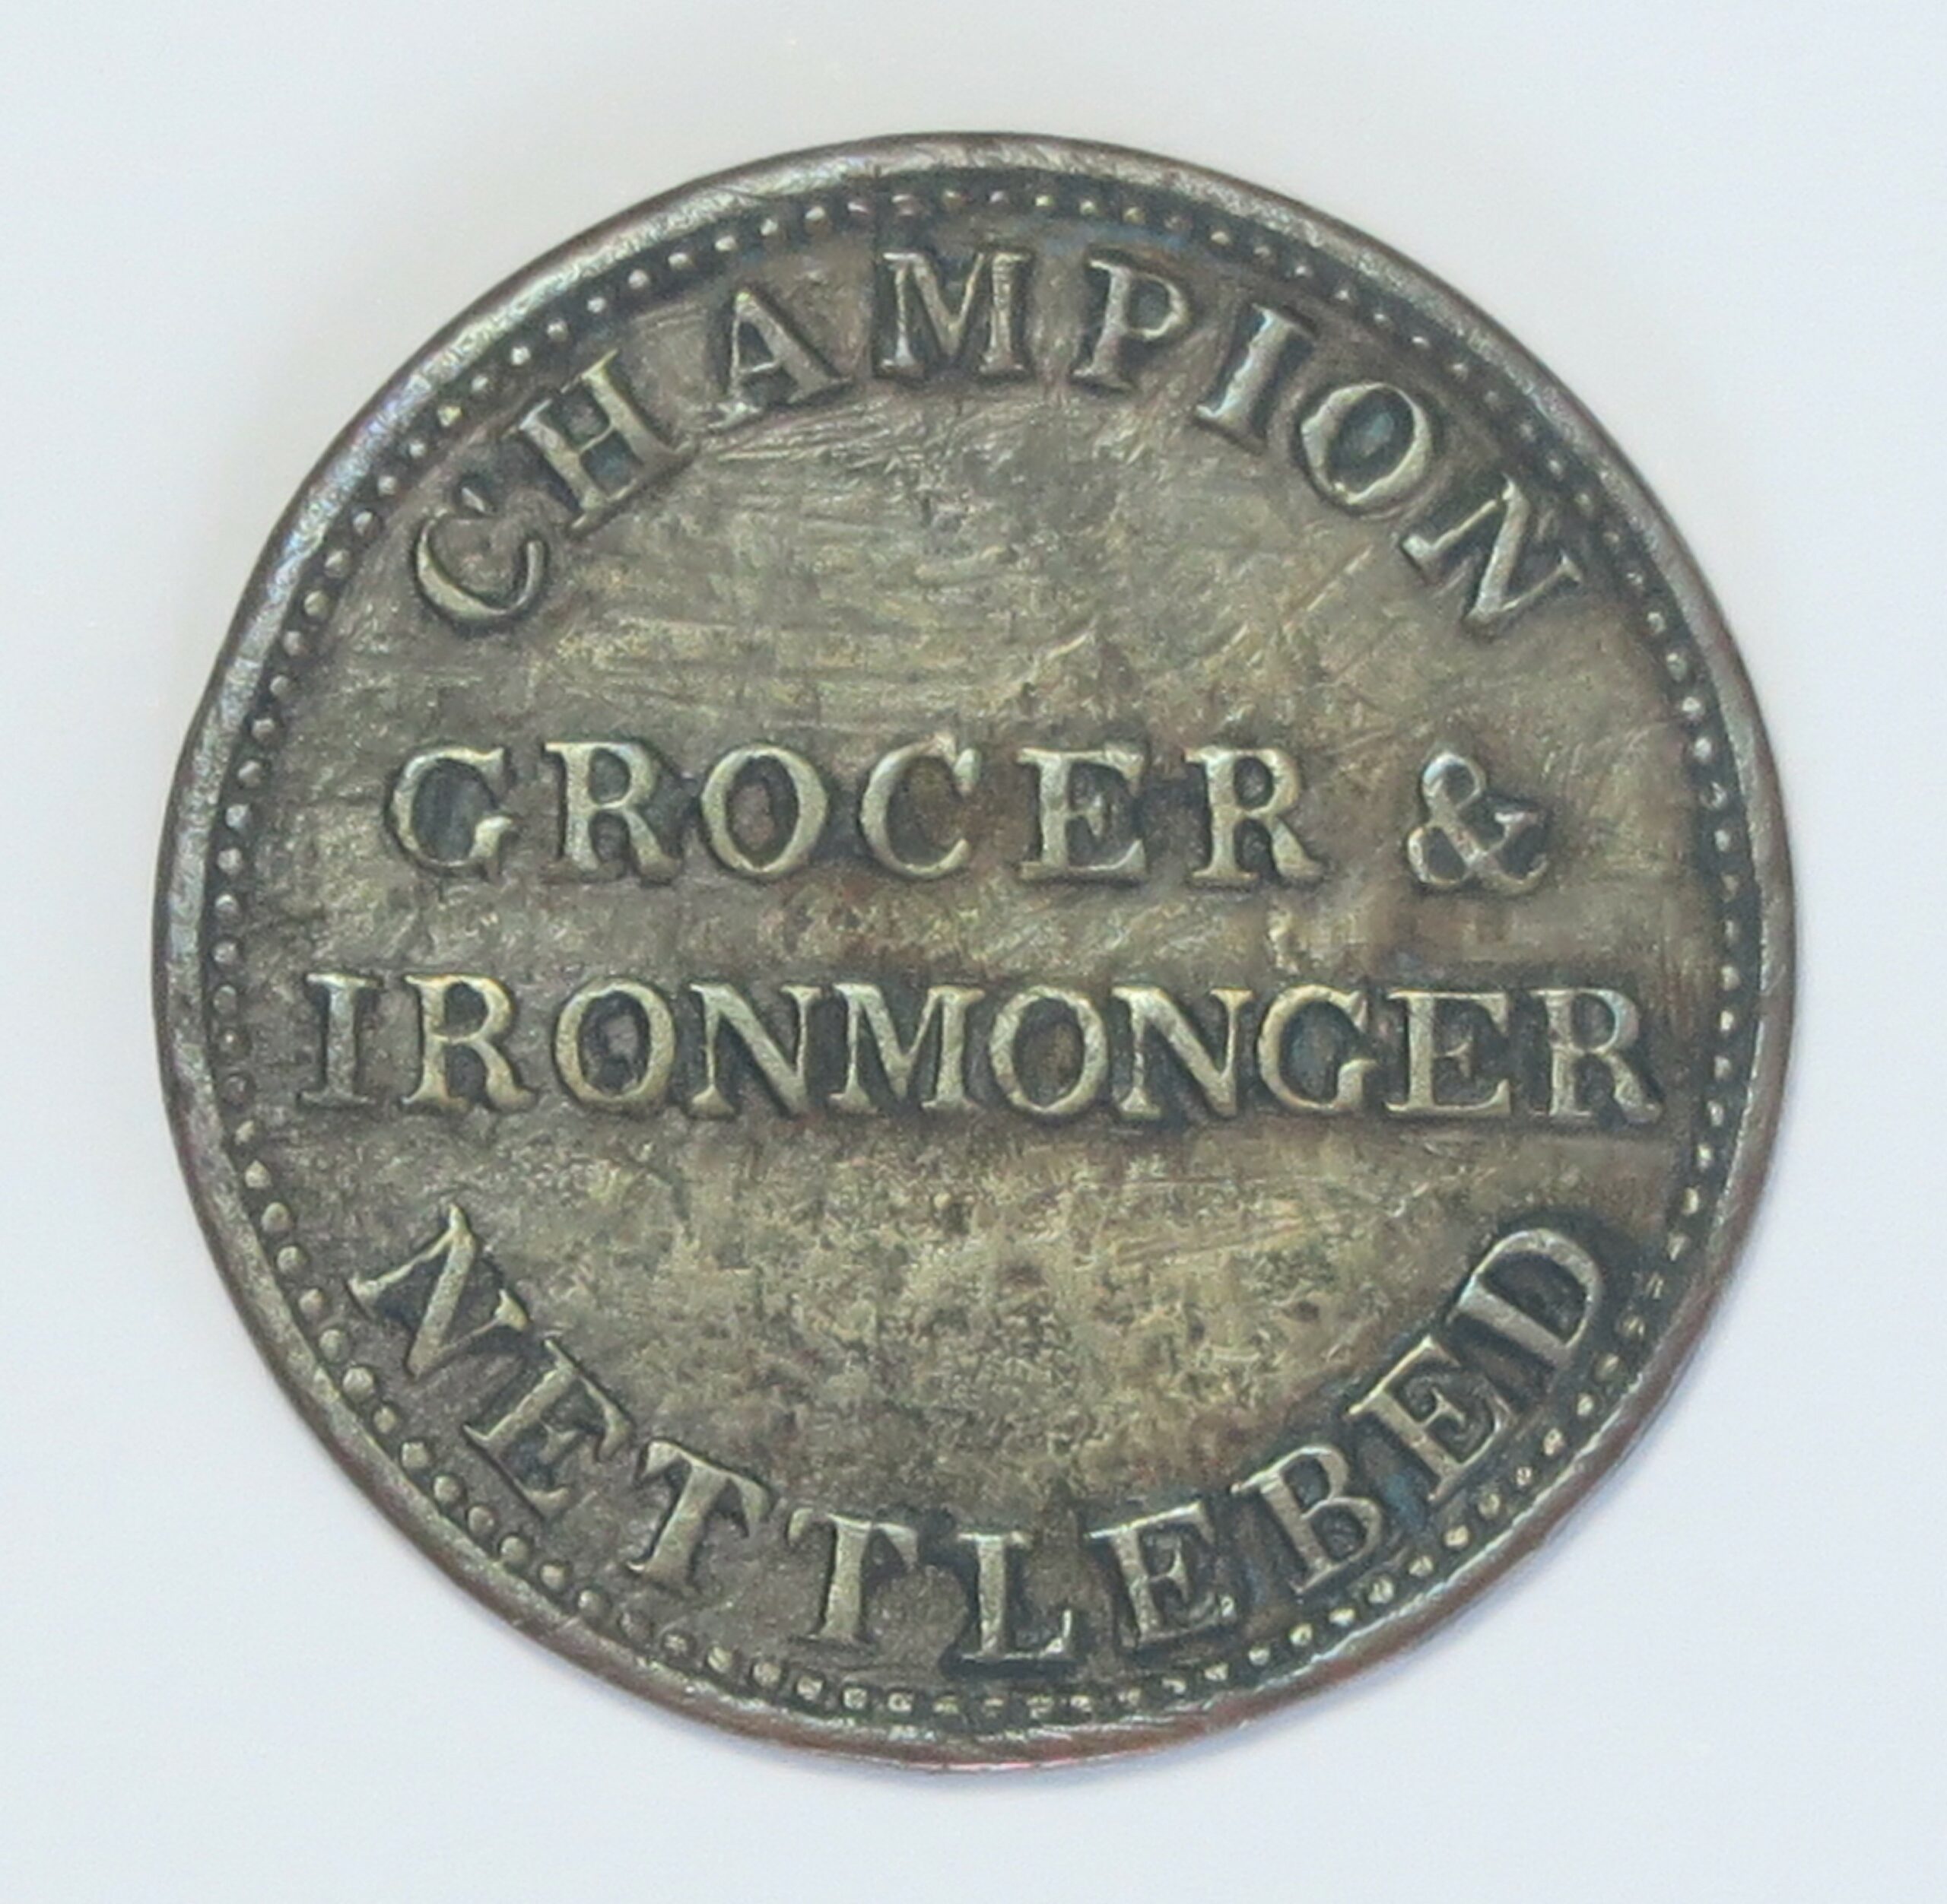 CHAMPION
GROCER &
IRONMONGER
NETTLEBED